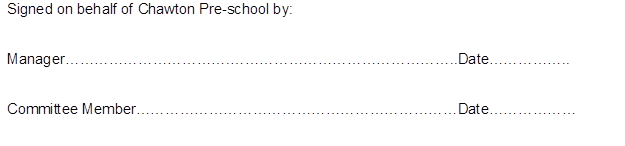 Signed on behalf of Chawton Pre-school by:
Manager…………………………………………………………………………Date……………..
Committee Member……………………………………………………………Date………………